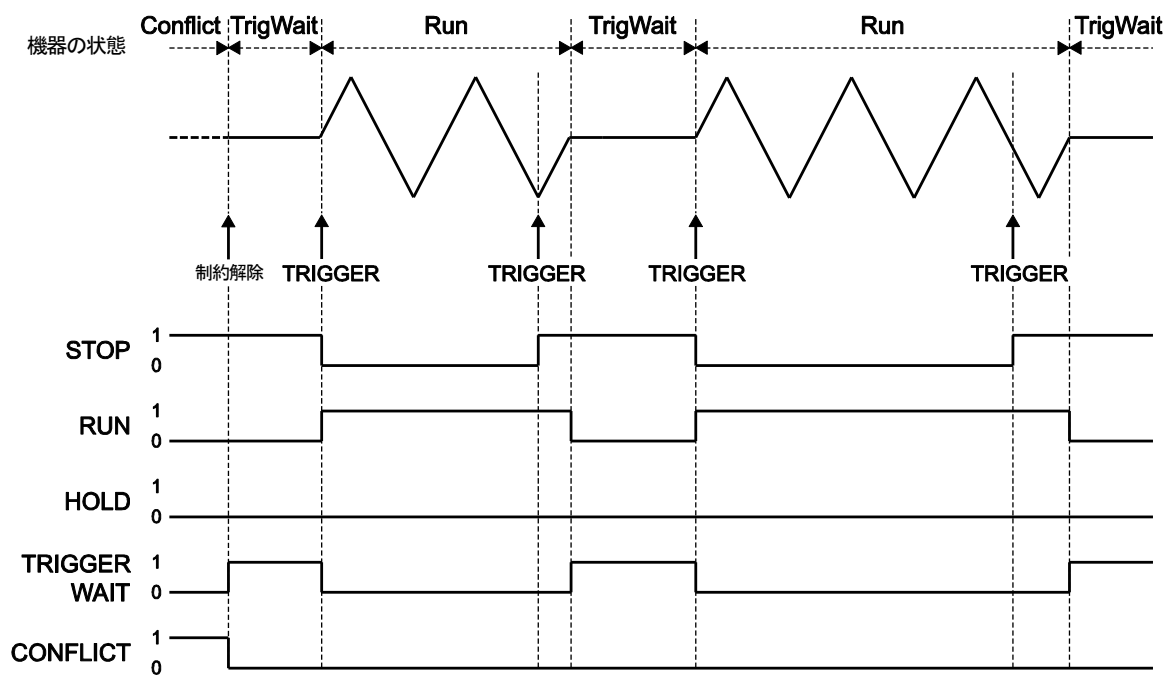 Conflict TrigWait Run TrigWait Run TrigWait
機器の状態
制約解除 TRIGGER TRIGGER TRIGGER TRIGGER
STOP 1
0
RUN 1
0
HOLD 1
0
TRIGGER WAIT 1
0
CONFLICT 1
0